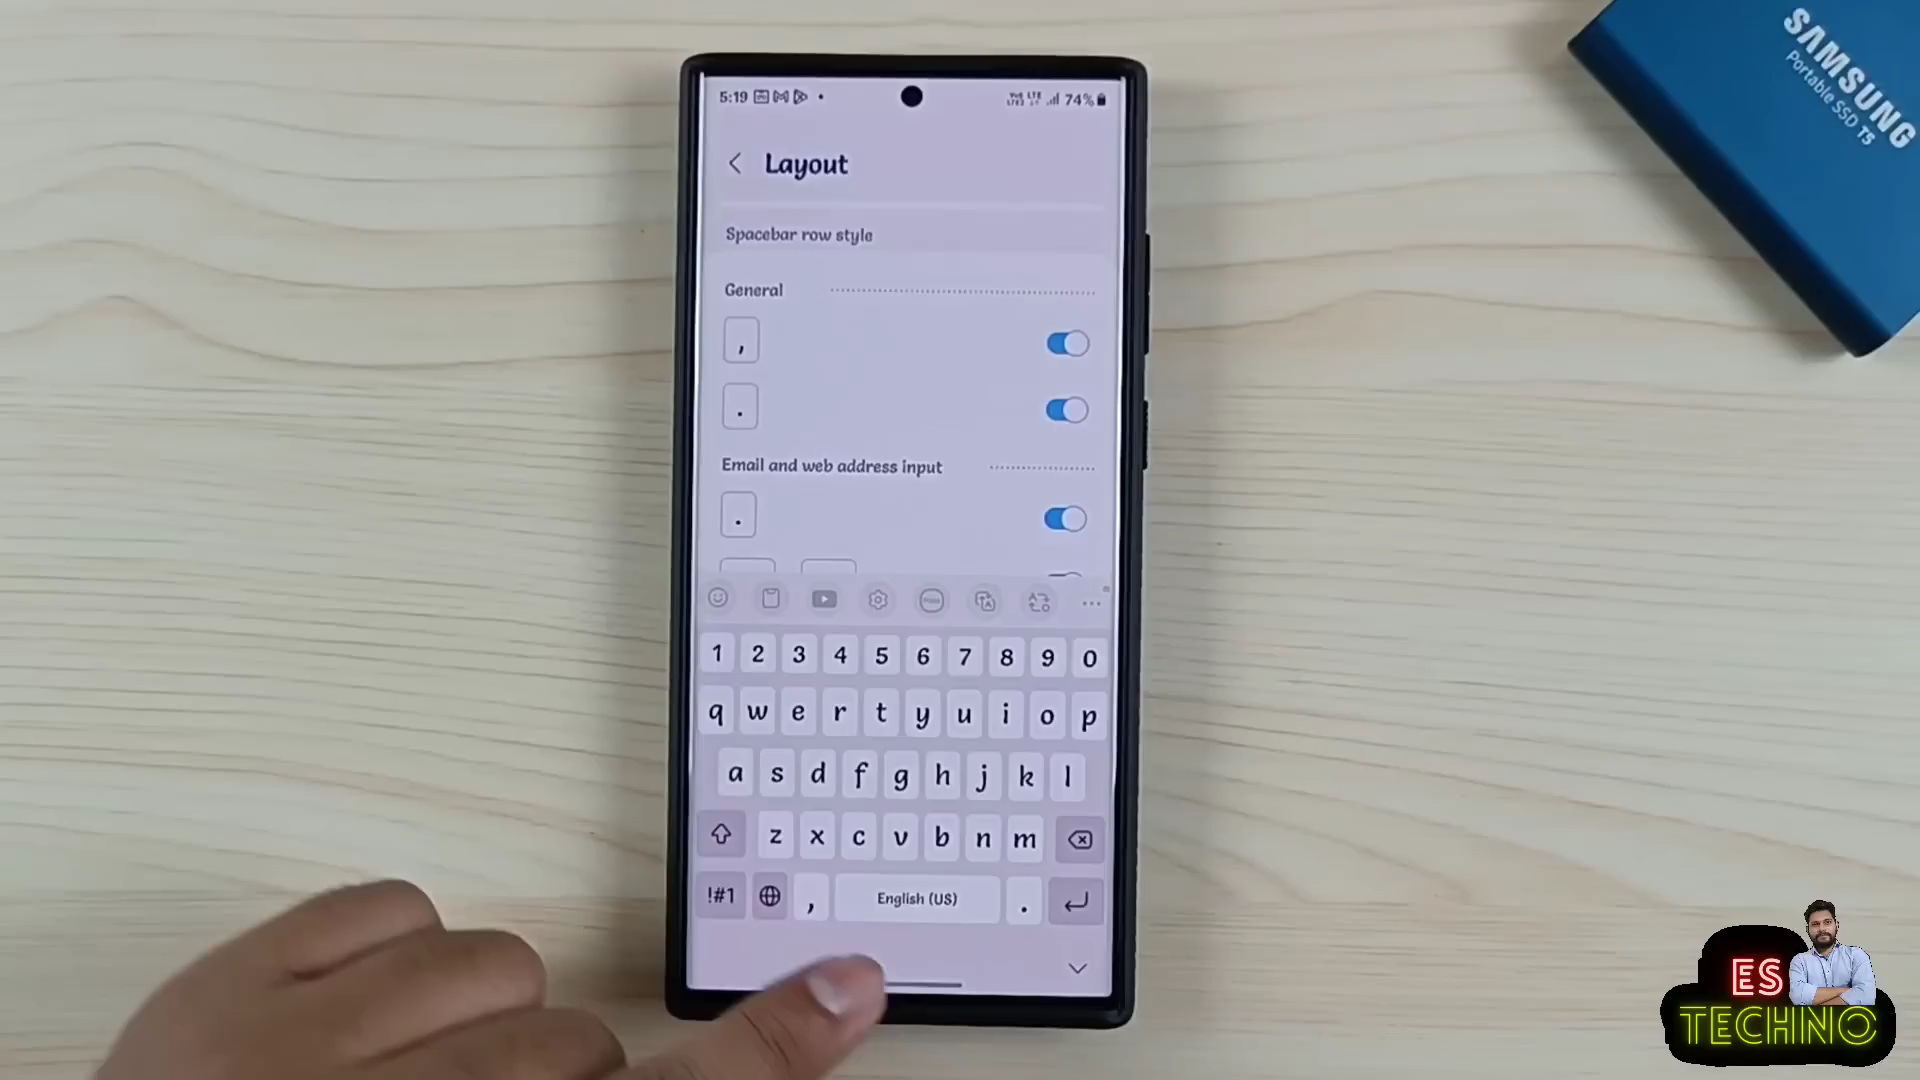 SAMSUNG
Portable SSD T5
5:19
74%
Layout
Spacebar row style
General
,
.
Email and web address input
.
1 2 3 4 5 6 7 8 9 0
q w e r t y u i o p
a s d f g h j k l
z x c v b n m
!#1 , English (US) .
ES
TECHNO